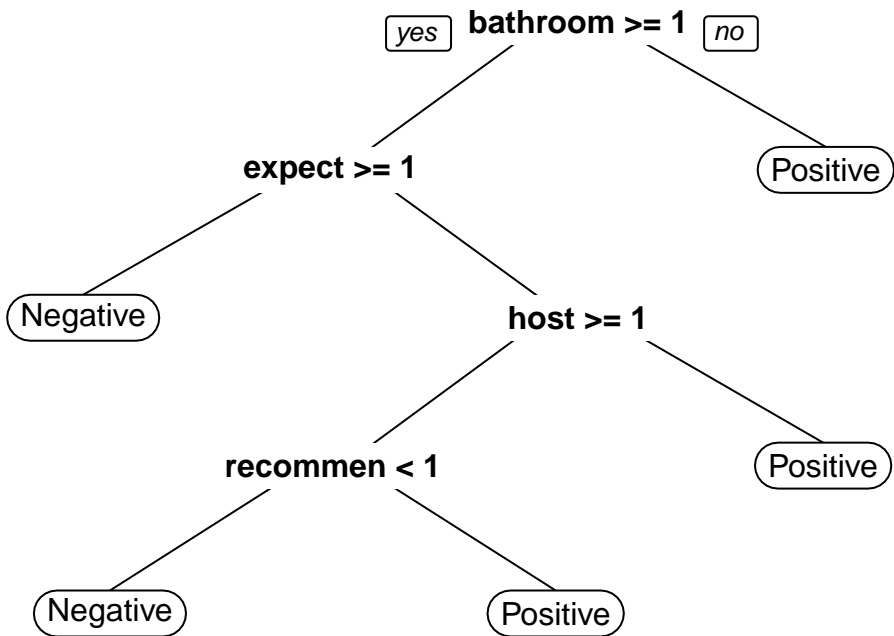 yes bathroom >= 1 no
expect >= 1
Positive
Negative
host >= 1
recommen < 1
Positive
Negative
Positive